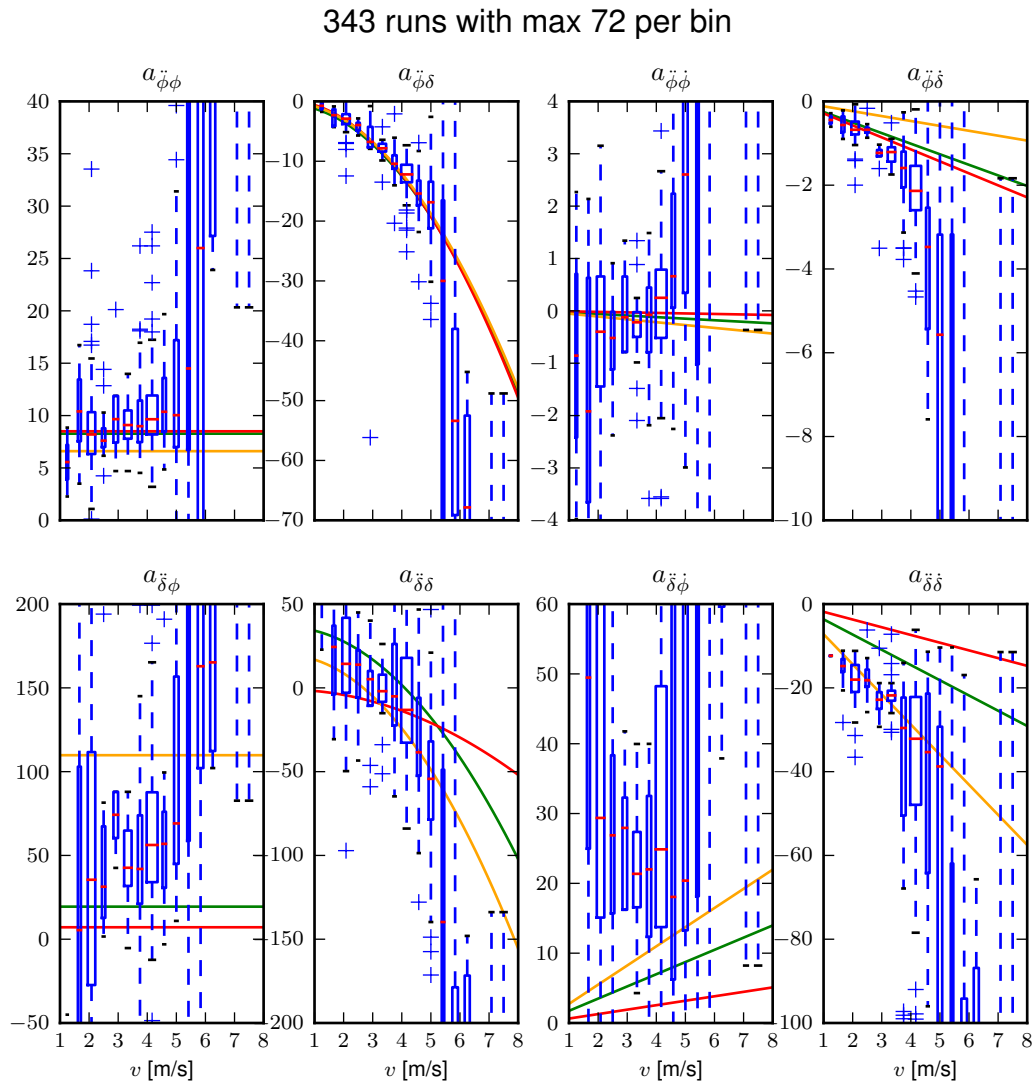 343 runs with max 72 per bin
a_{\ddot{\phi}\phi} a_{\ddot{\phi}\delta} a_{\ddot{\phi}\dot{\phi}} a_{\ddot{\phi}\dot{\delta}}
40 0 4 0
35 −10 3 −2
30 −20 2 −4
25 −30 1 −6
20 −40 0 −8
15 −50 −1 −10
10 −60 −2
5 −70 −3
0 −4
a_{\ddot{\delta}\phi} a_{\ddot{\delta}\delta} a_{\ddot{\delta}\dot{\phi}} a_{\ddot{\delta}\dot{\delta}}
200 50 60 0
150 0 50 −20
100 −50 40 −40
50 −100 30 −60
0 −150 20 −80
−50 −200 10 −100
0
1 2 3 4 5 6 7 8 1 2 3 4 5 6 7 8 1 2 3 4 5 6 7 8 1 2 3 4 5 6 7 8
v [m/s] v [m/s] v [m/s] v [m/s]